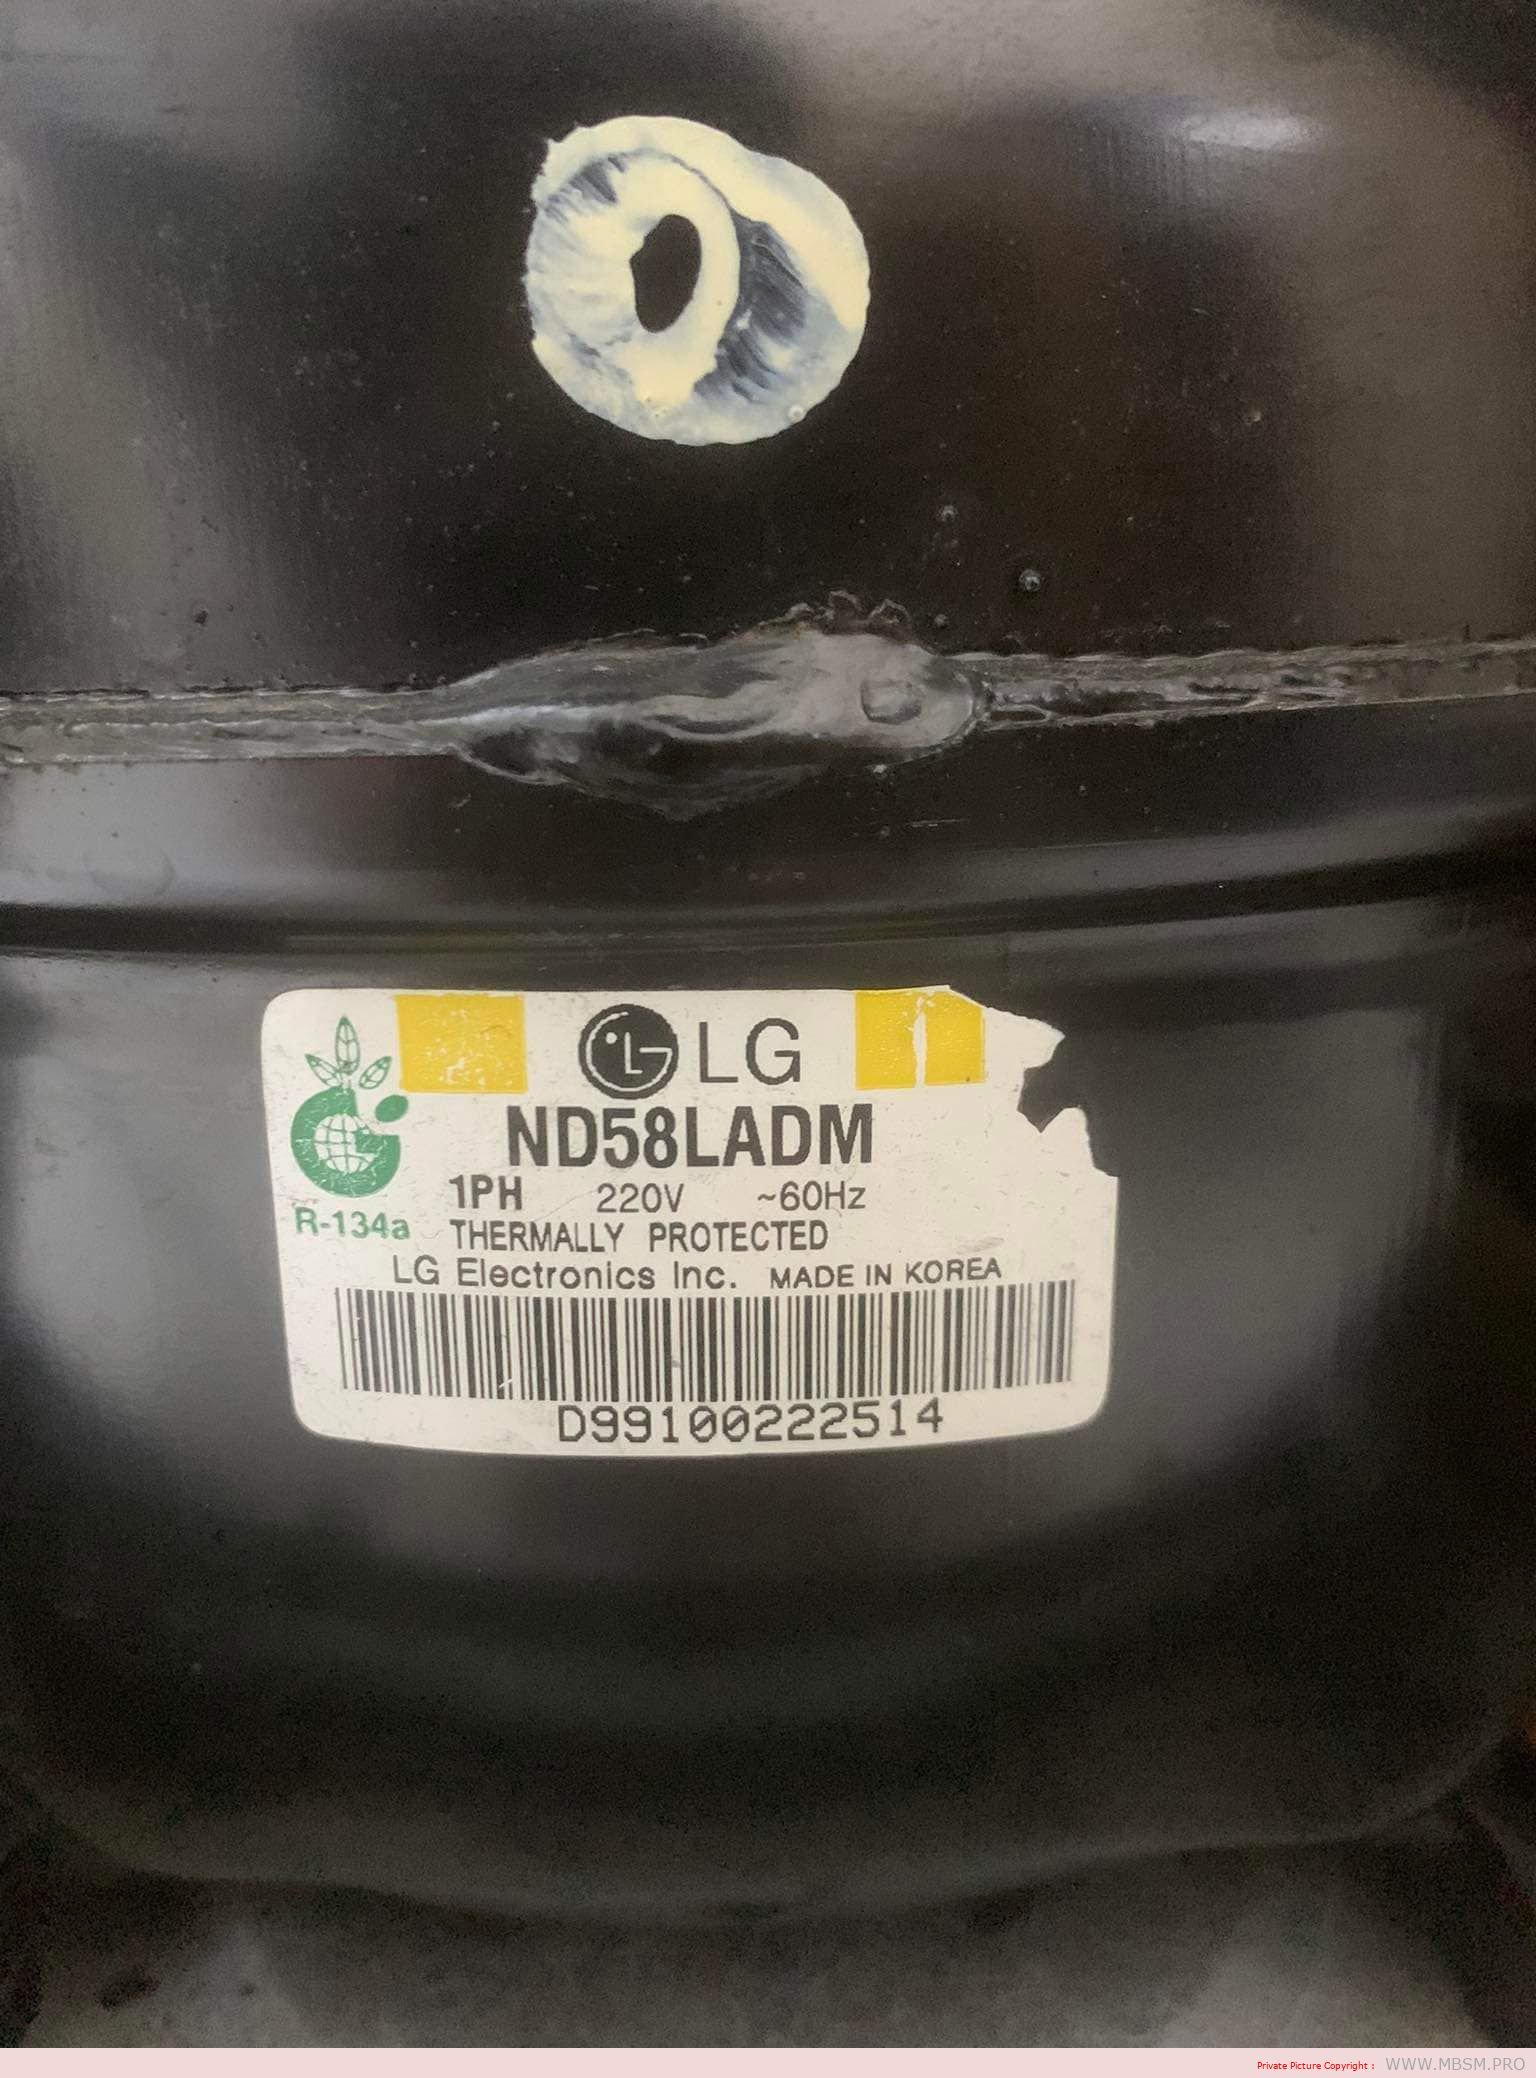 LG
ND58LADM
1PH 220V ~60Hz
R-134a
THERMALLY PROTECTED
LG Electronics Inc. MADE IN KOREA
D99100222514
Private Picture Copyright : WWW.MBSM.PRO